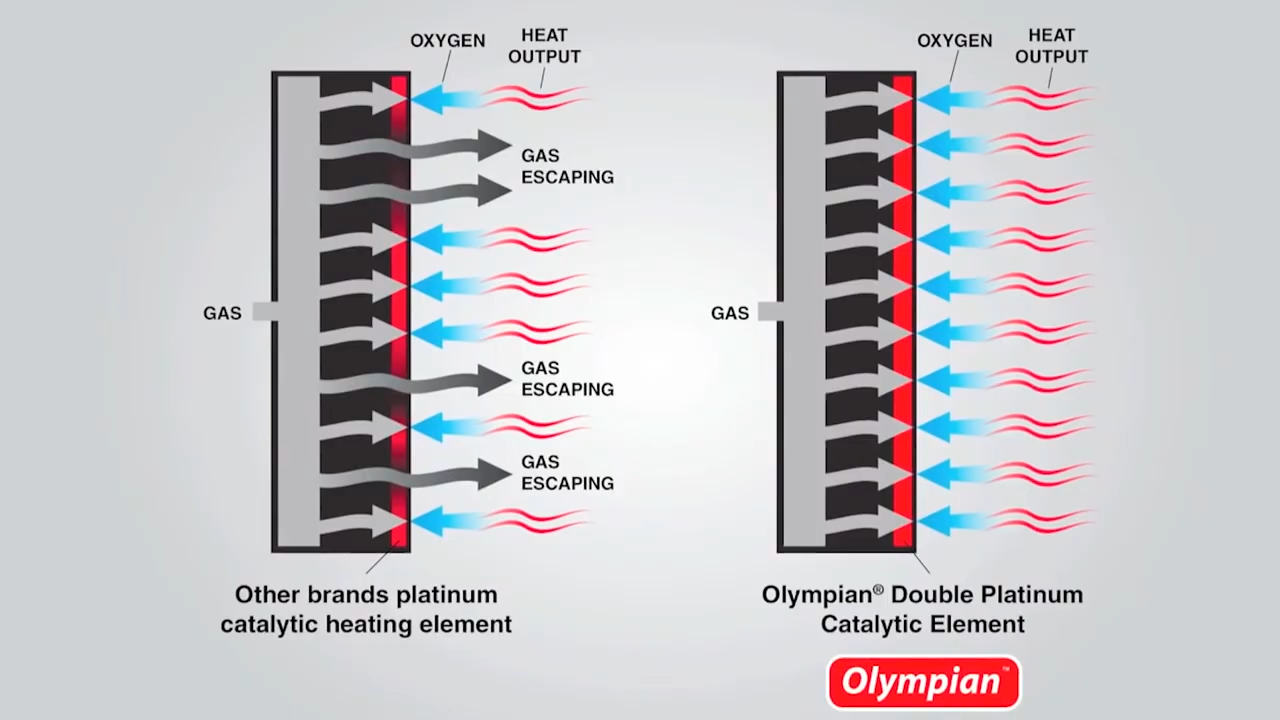 OXYGEN
HEAT
OUTPUT
GAS
ESCAPING
GAS
GAS
ESCAPING
GAS
ESCAPING
Other brands platinum
catalytic heating element
OXYGEN
HEAT
OUTPUT
GAS
Olympian® Double Platinum
Catalytic Element
Olympian™